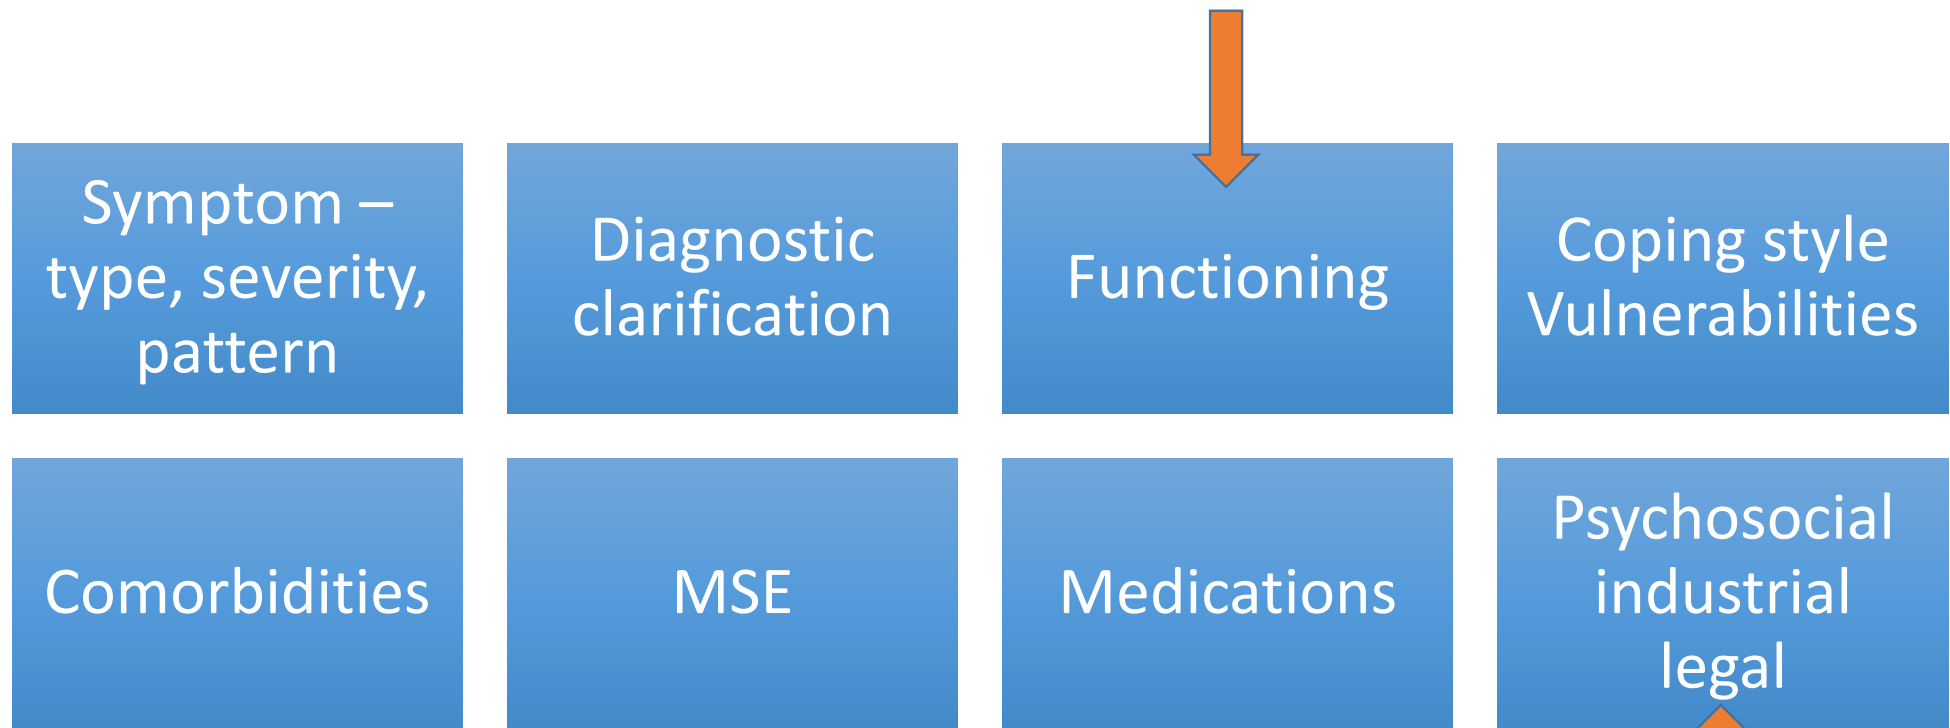 Symptom –
type, severity,
pattern
Diagnostic
clarification
Functioning
Coping style
Vulnerabilities
Comorbidities
MSE
Medications
Psychosocial
industrial
legal